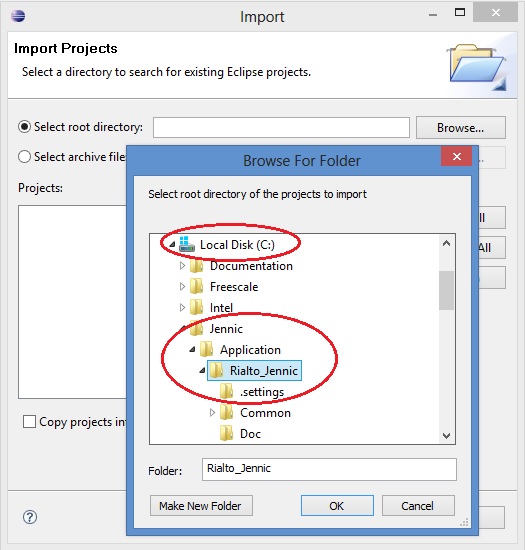 Import
Import Projects
Select a directory to search for existing Eclipse projects.
Select root directory:
Browse...
Select archive file
Projects:
Browse For Folder
Select root directory of the projects to import
Local Disk (C:)
Documentation
Freescale
Intel
Jennic
Application
Rialto_Jennic
.settings
Common
Doc
All
Copy projects int
Folder: Rialto_Jennic
Make New Folder
OK
Cancel
?